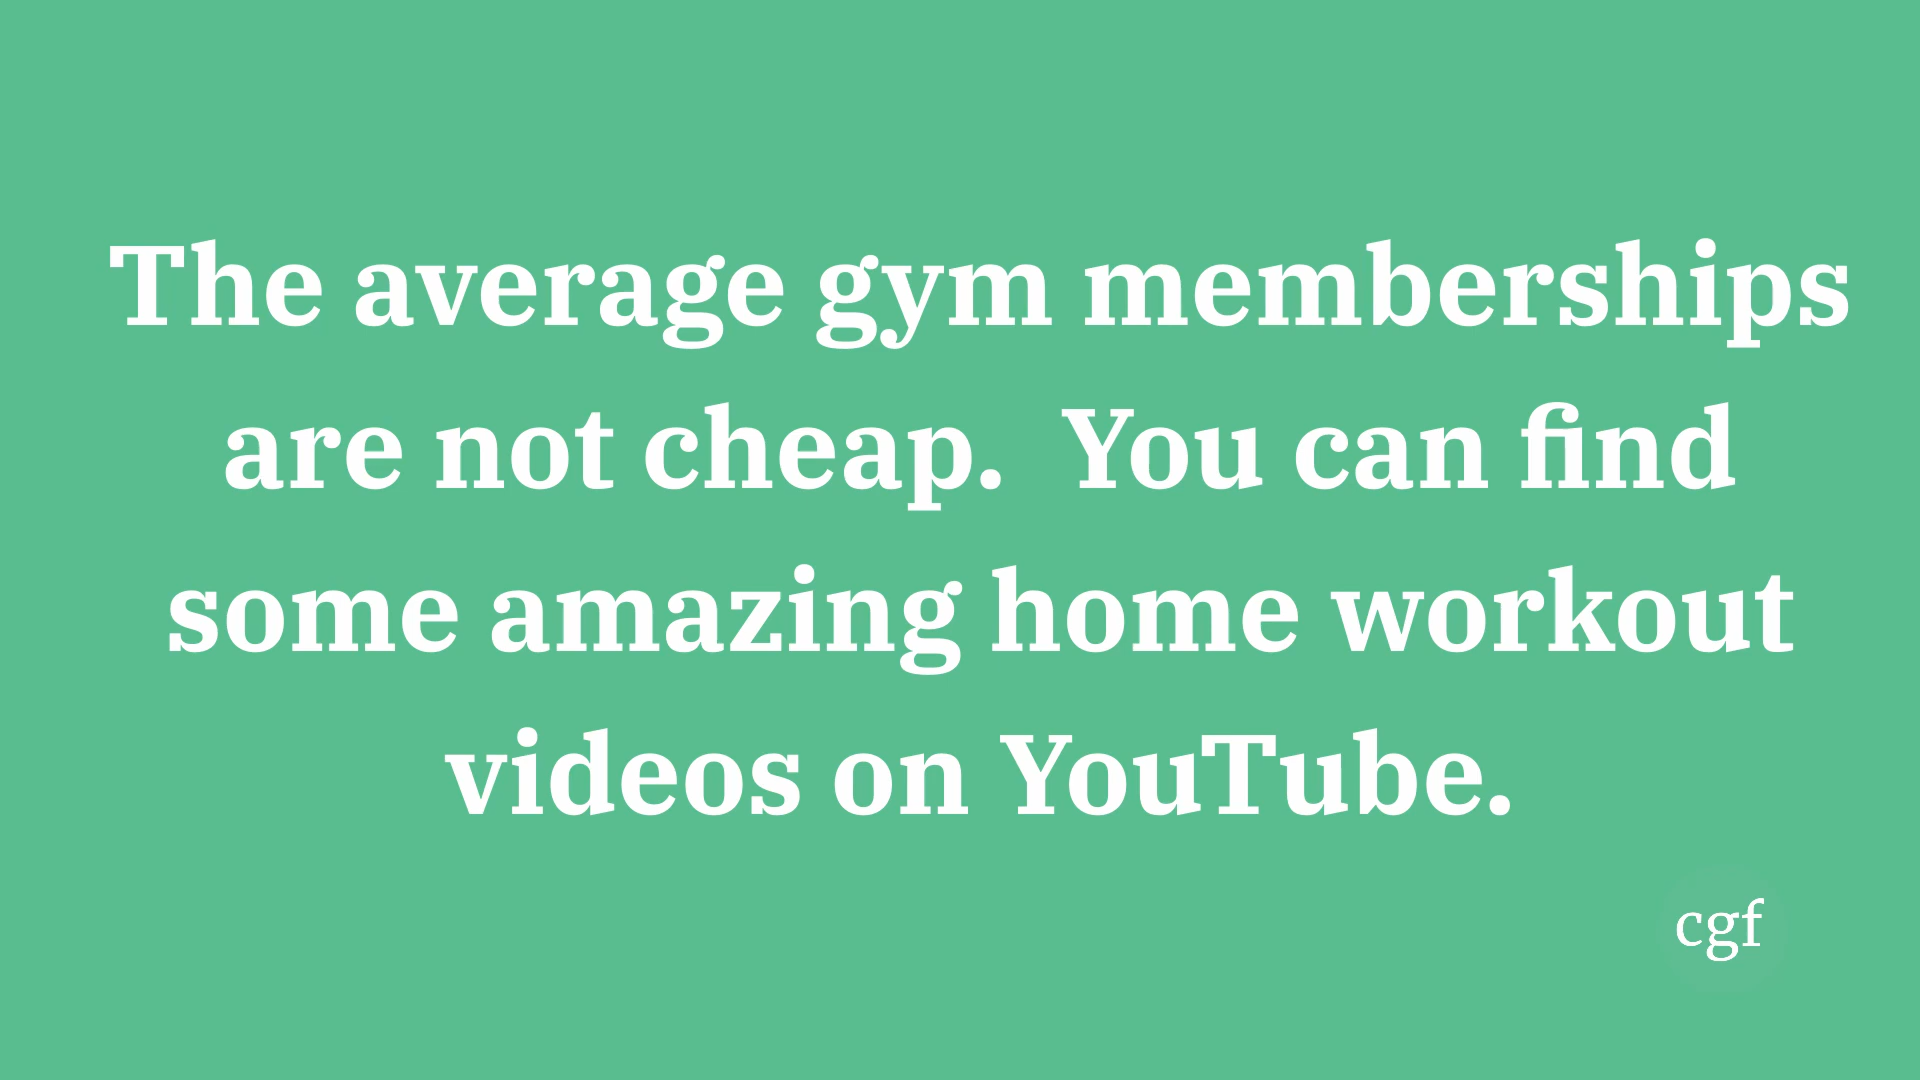 The average gym memberships
are not cheap.  You can find
some amazing home workout
videos on YouTube.
cgf